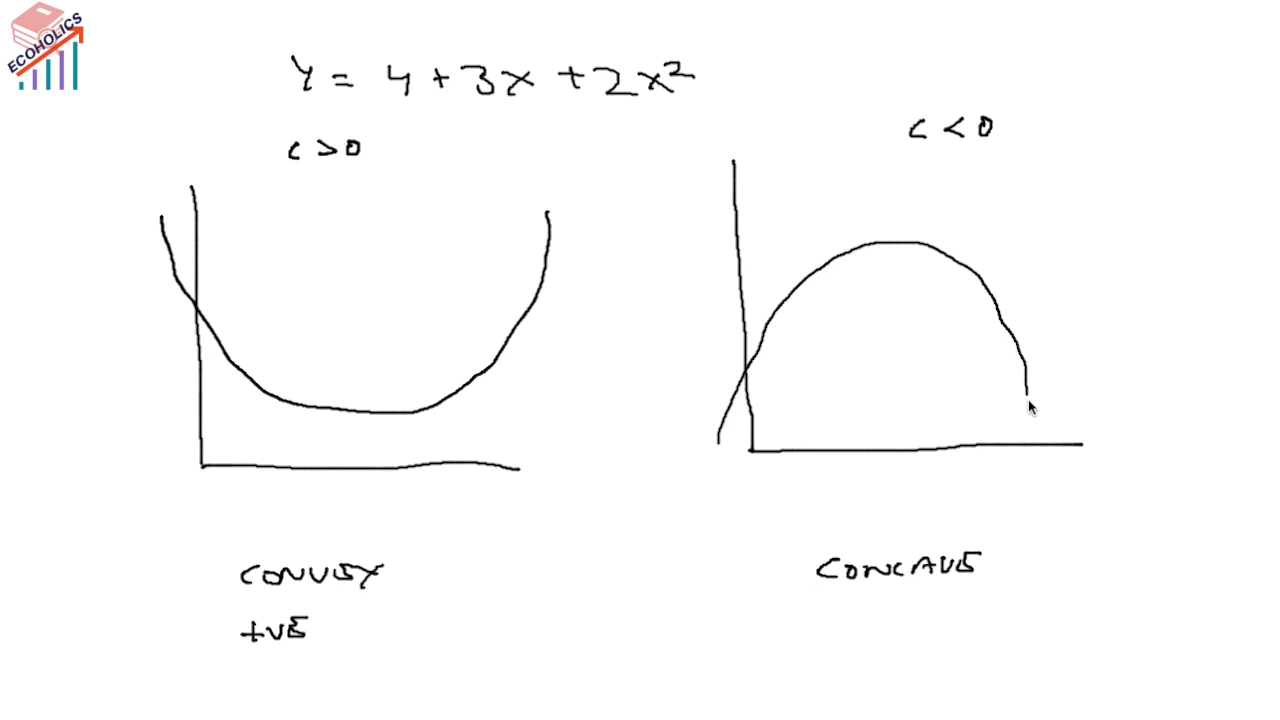 ECOHOLICS
Y = 4 + 3x + 2x²
c > 0
c < 0
CONVEX
CONCAVE
+VE